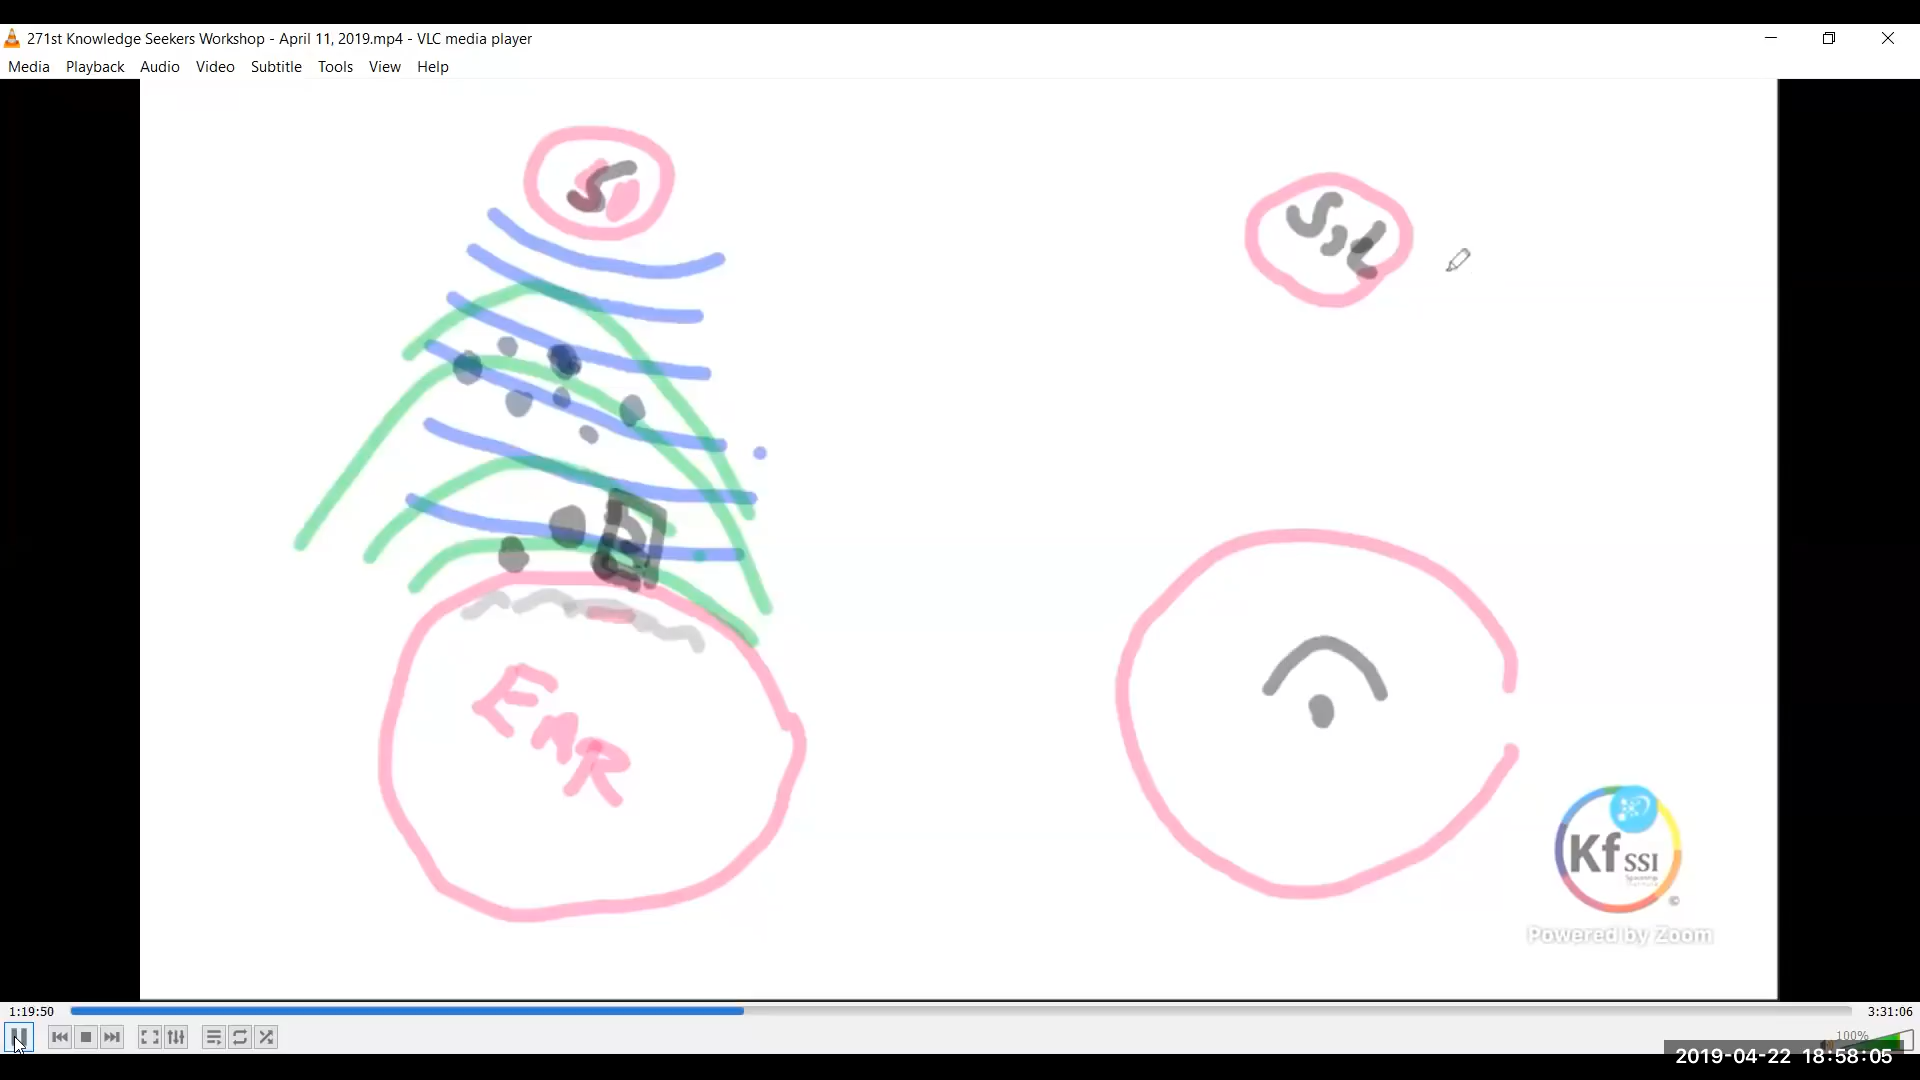 271st Knowledge Seekers Workshop - April 11, 2019.mp4 - VLC media player
Media Playback Audio Video Subtitle Tools View Help
S
SiL
EAR
Kf SSI
©
Powered by Zoom
1:19:50
3:31:06
100%
2019-04-22 18:58:05